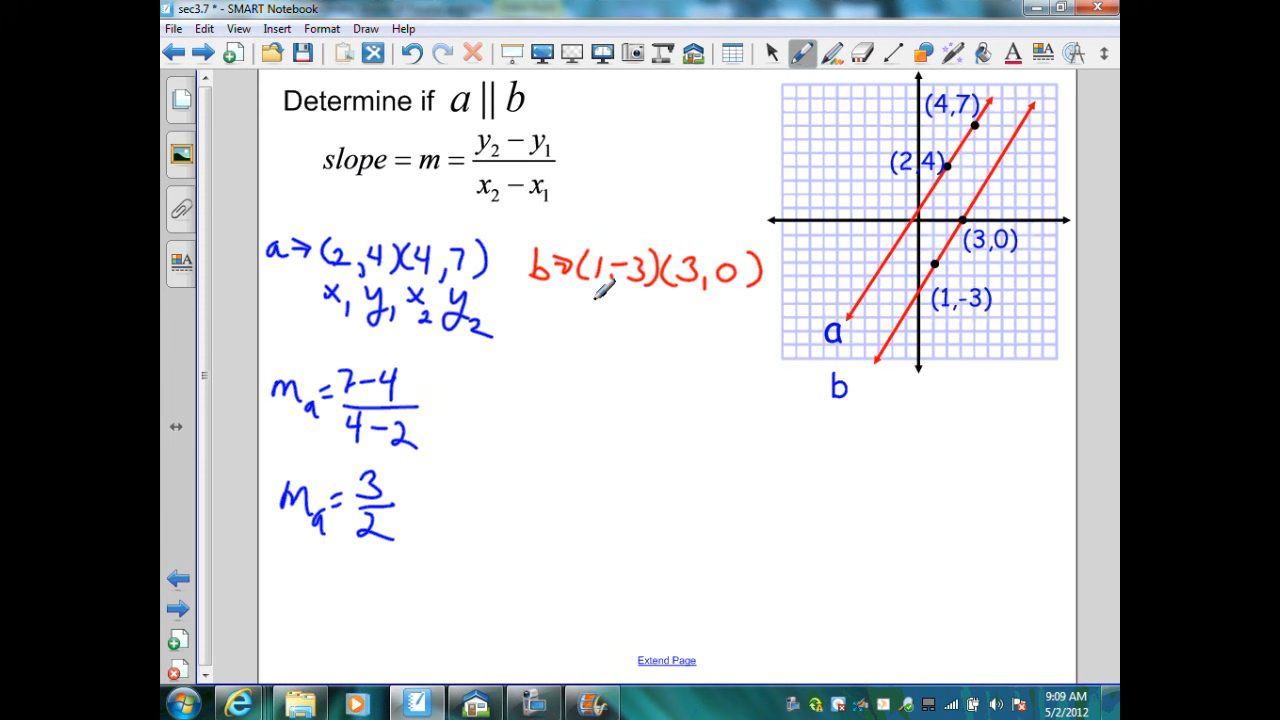 sec3.7 * - SMART Notebook
File Edit View Insert Format Draw Help
Determine if a || b
slope = m = y₂ − y₁ / x₂ − x₁
a → (2,4)(4,7)
x₁ y₁ x₂ y₂
mₐ = 7−4 / 4−2
mₐ = 3/2
b → (1,−3)(3,0)
(4,7)
(2,4)
(3,0)
(1,-3)
a
b
Extend Page
9:09 AM
5/2/2012